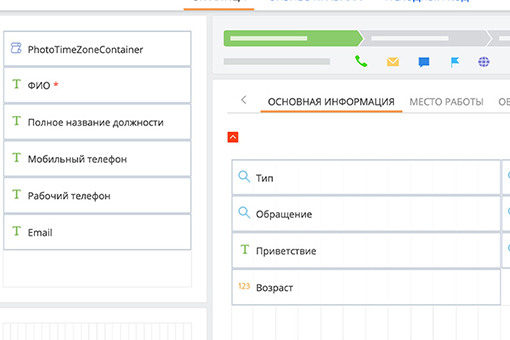 PhotoTimeZoneContainer
ФИО *
Полное название должности
Мобильный телефон
Рабочий телефон
Email
ОСНОВНАЯ ИНФОРМАЦИЯ
МЕСТО РАБОТЫ
Тип
Обращение
Приветствие
123 Возраст